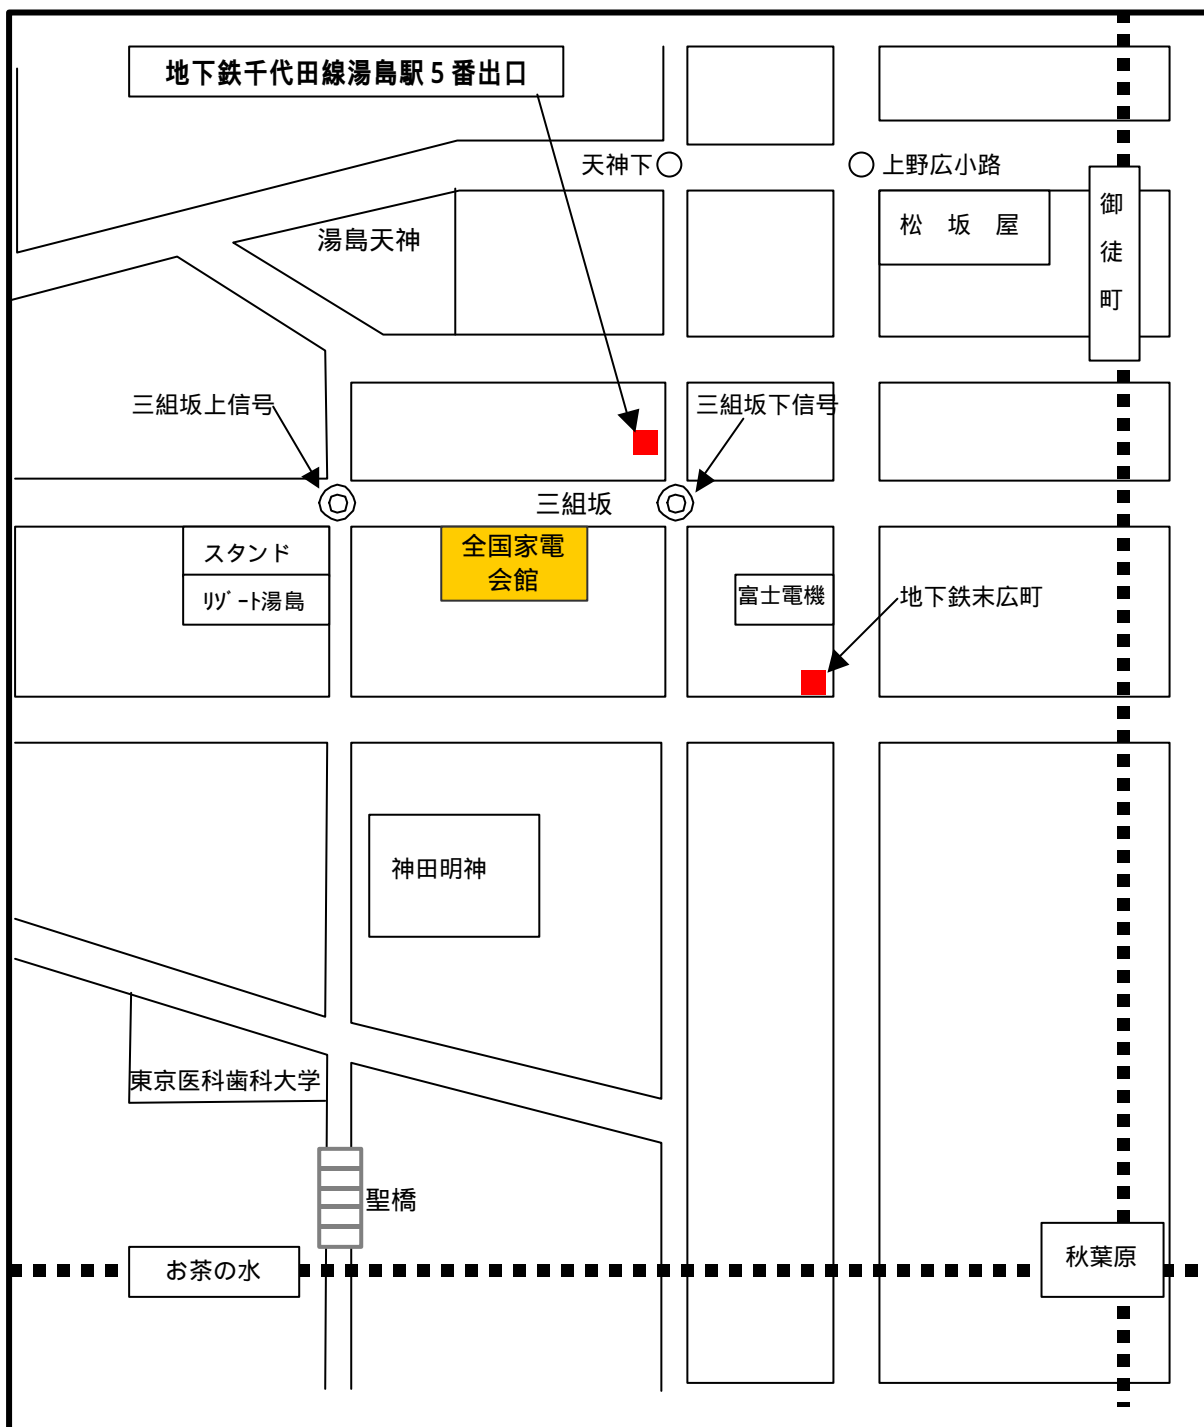 地下鉄千代田線湯島駅5番出口
天神下
上野広小路
湯島天神
松坂屋
御徒町
三組坂上信号
三組坂下信号
三組坂
全国家電
会館
スタンド
ﾘｿﾞｰﾄ湯島
富士電機
地下鉄末広町
神田明神
東京医科歯科大学
聖橋
お茶の水
秋葉原